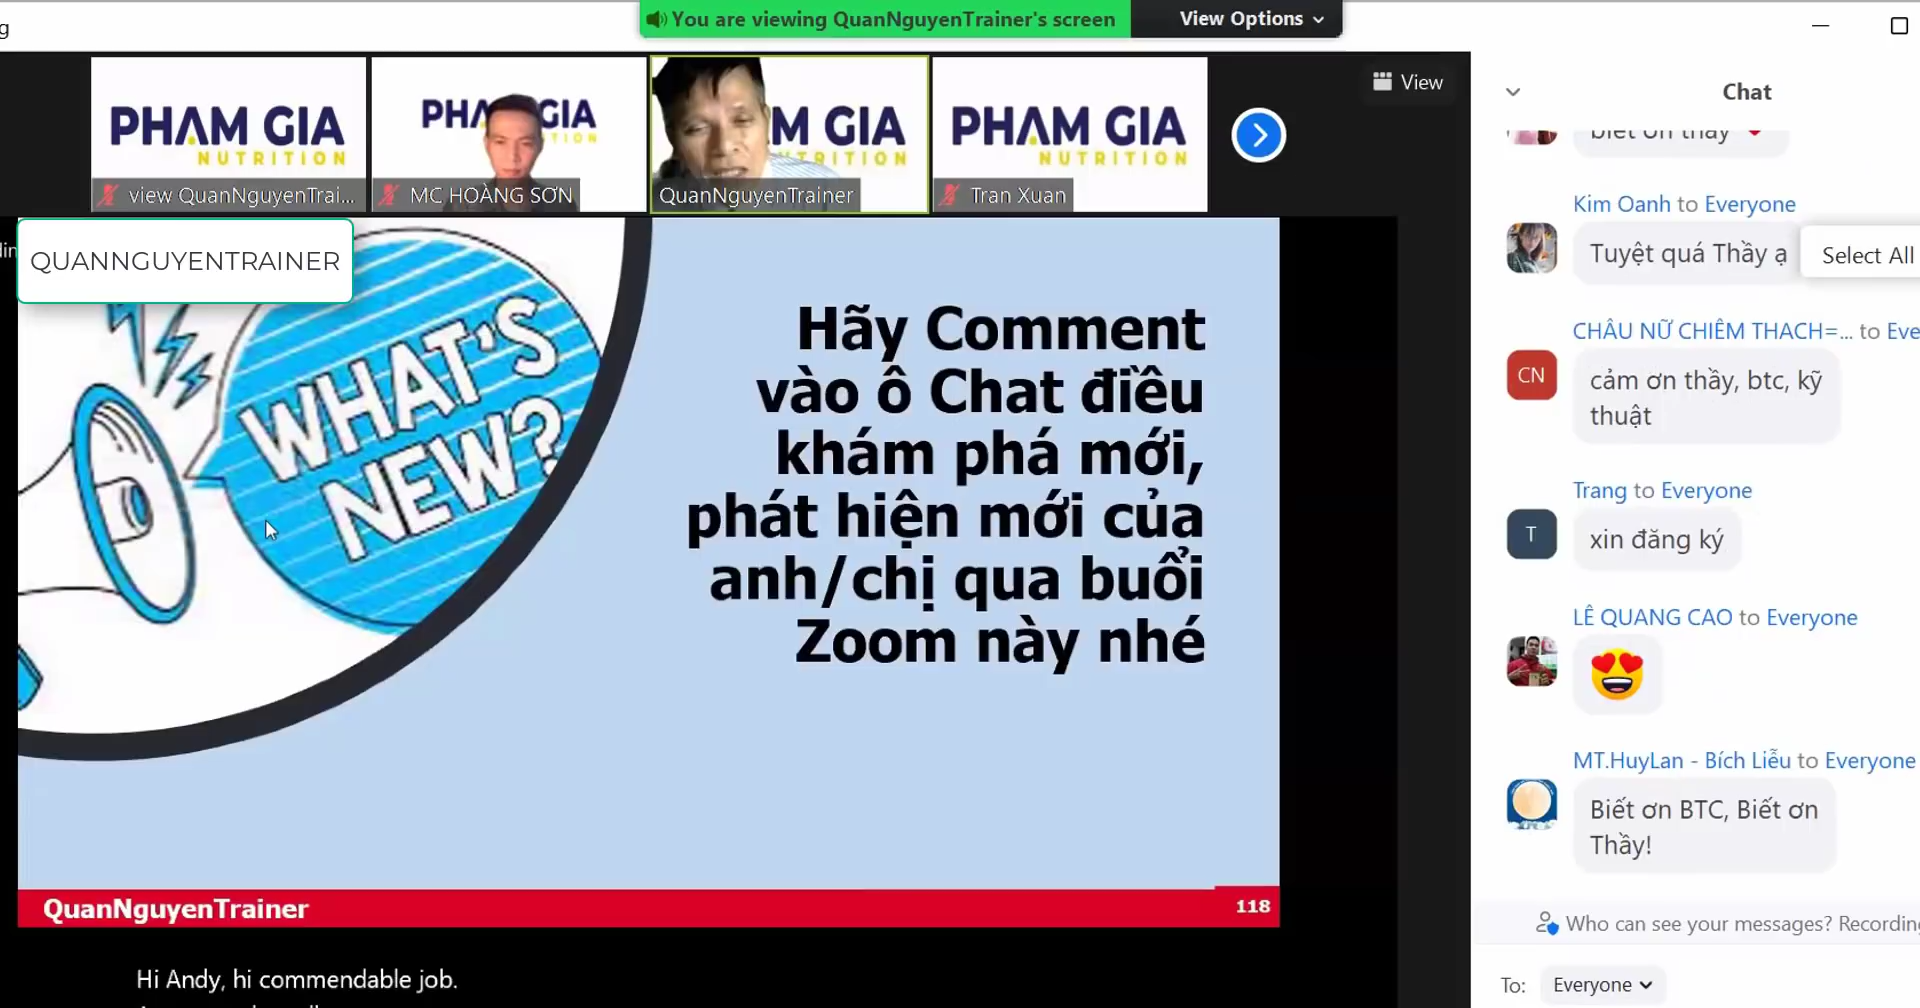 g
You are viewing QuanNguyenTrainer's screen
View Options
PHAM GIA
NUTRITION
view QuanNguyenTrai...
MC HOÀNG SƠN
M GIA
QuanNguyenTrainer
PHAM GIA
NUTRITION
Tran Xuan
View
QUANNGUYENTRAINER
WHAT'S
NEW?
Hãy Comment
vào ô Chat điều
khám phá mới,
phát hiện mới của
anh/chị qua buổi
Zoom này nhé
QuanNguyenTrainer
118
Hi Andy, hi commendable job.
Chat
biết ơn thầy
Kim Oanh to Everyone
Tuyệt quá Thầy ạ
Select All
CHÂU NỮ CHIÊM THACH=... to Eve
CN
cảm ơn thầy, btc, kỹ
thuật
Trang to Everyone
T
xin đăng ký
LÊ QUANG CAO to Everyone
MT.HuyLan - Bích Liễu to Everyone
Biết ơn BTC, Biết ơn
Thầy!
Who can see your messages? Recording
To: Everyone